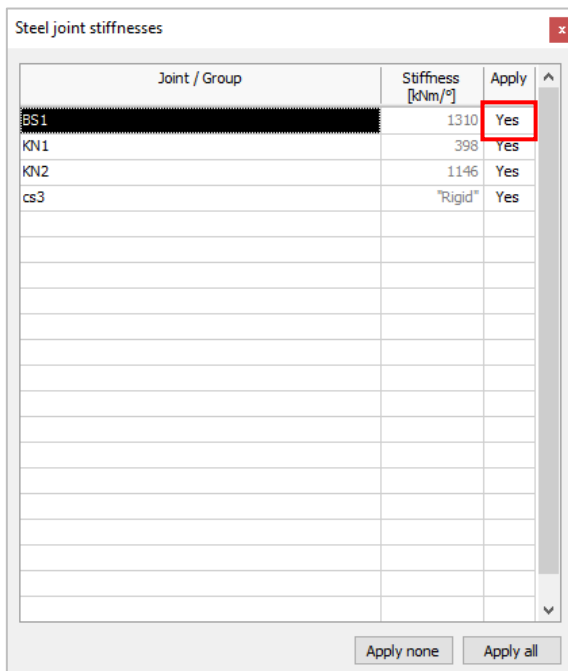 Steel joint stiffnesses
x
Joint / Group Stiffness [kNm/°] Apply
BS1 1310 Yes
KN1 398 Yes
KN2 1146 Yes
cs3 "Rigid" Yes
Apply none Apply all